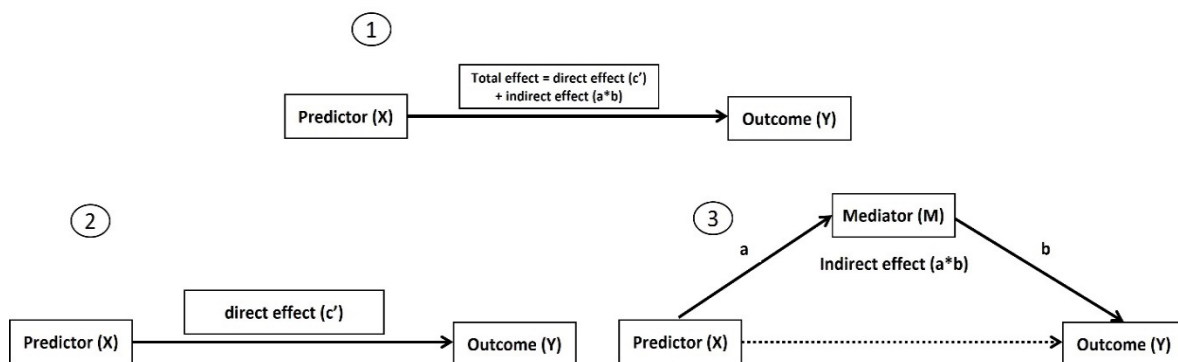 1
Total effect = direct effect (c’)
+ indirect effect (a*b)
Predictor (X)
Outcome (Y)
2
direct effect (c’)
Predictor (X)
Outcome (Y)
3
Mediator (M)
a
b
Indirect effect (a*b)
Predictor (X)
Outcome (Y)